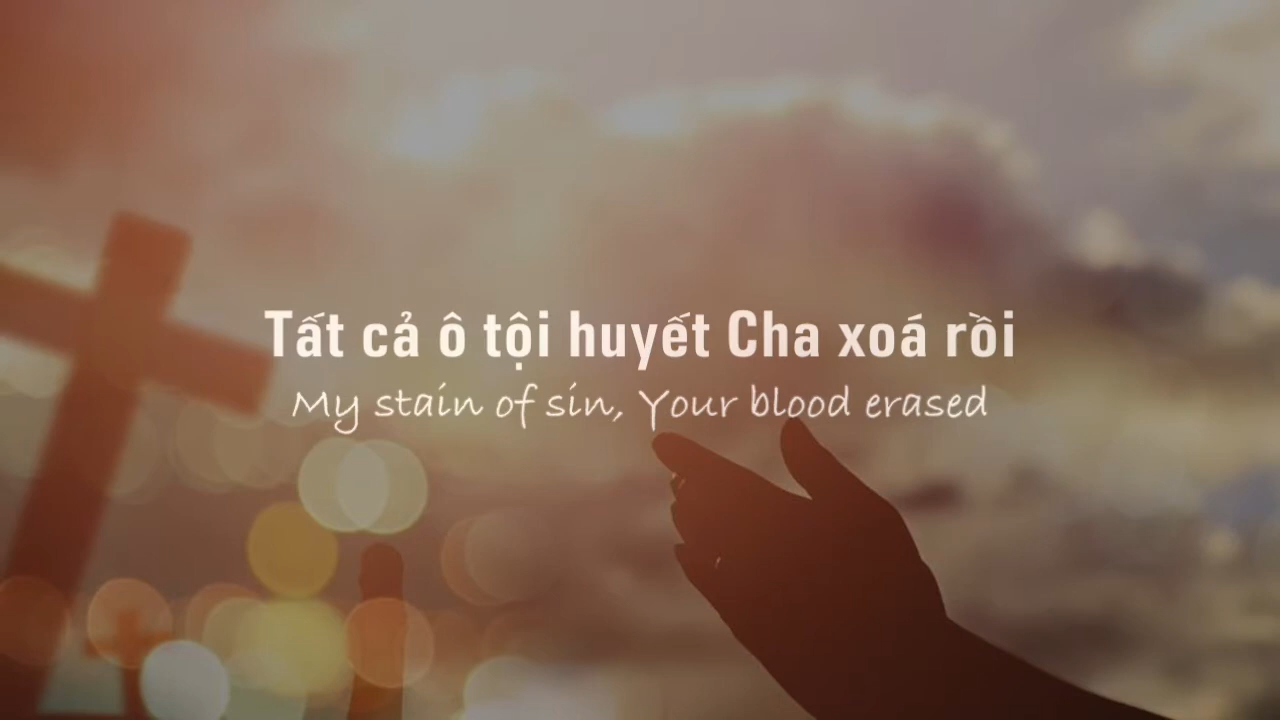 Tất cả ô tội huyết Cha xoá rồi
My stain of sin, Your blood erased